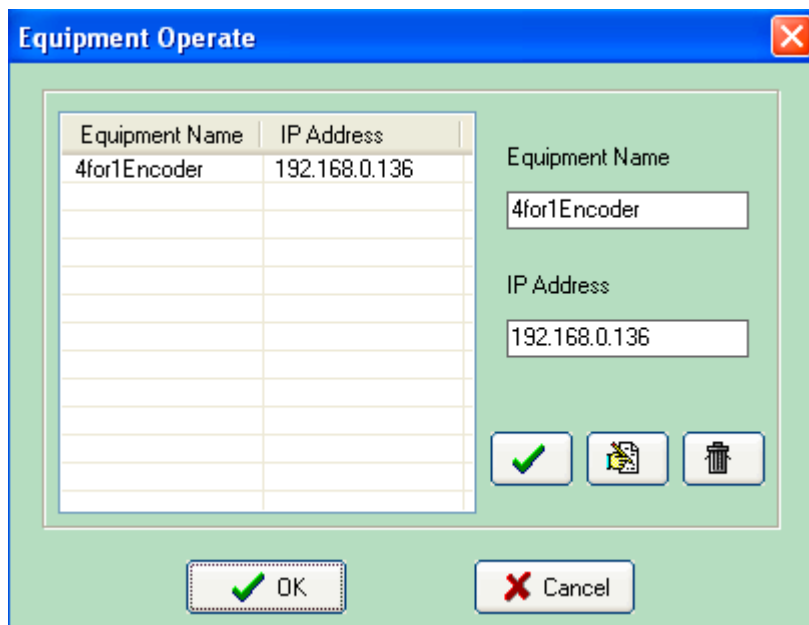 Equipment Operate
Equipment Name IP Address
4for1Encoder 192.168.0.136
Equipment Name
4for1Encoder
IP Address
192.168.0.136
OK Cancel